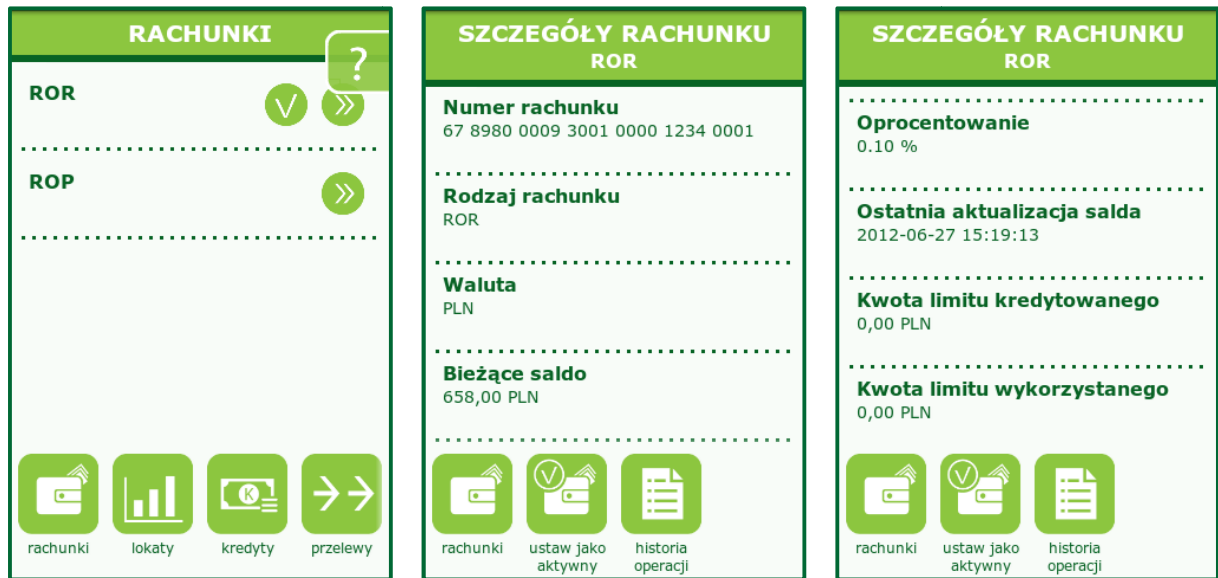 RACHUNKI
?
ROR
ROP
rachunki
lokaty
K
kredyty
przelewy
SZCZEGÓŁY RACHUNKU
ROR
Numer rachunku
67 8980 0009 3001 0000 1234 0001
Rodzaj rachunku
ROR
Waluta
PLN
Bieżące saldo
658,00 PLN
rachunki
ustaw jako
aktywny
historia
operacji
SZCZEGÓŁY RACHUNKU
ROR
Oprocentowanie
0.10 %
Ostatnia aktualizacja salda
2012-06-27 15:19:13
Kwota limitu kredytowanego
0,00 PLN
Kwota limitu wykorzystanego
0,00 PLN
rachunki
ustaw jako
aktywny
historia
operacji